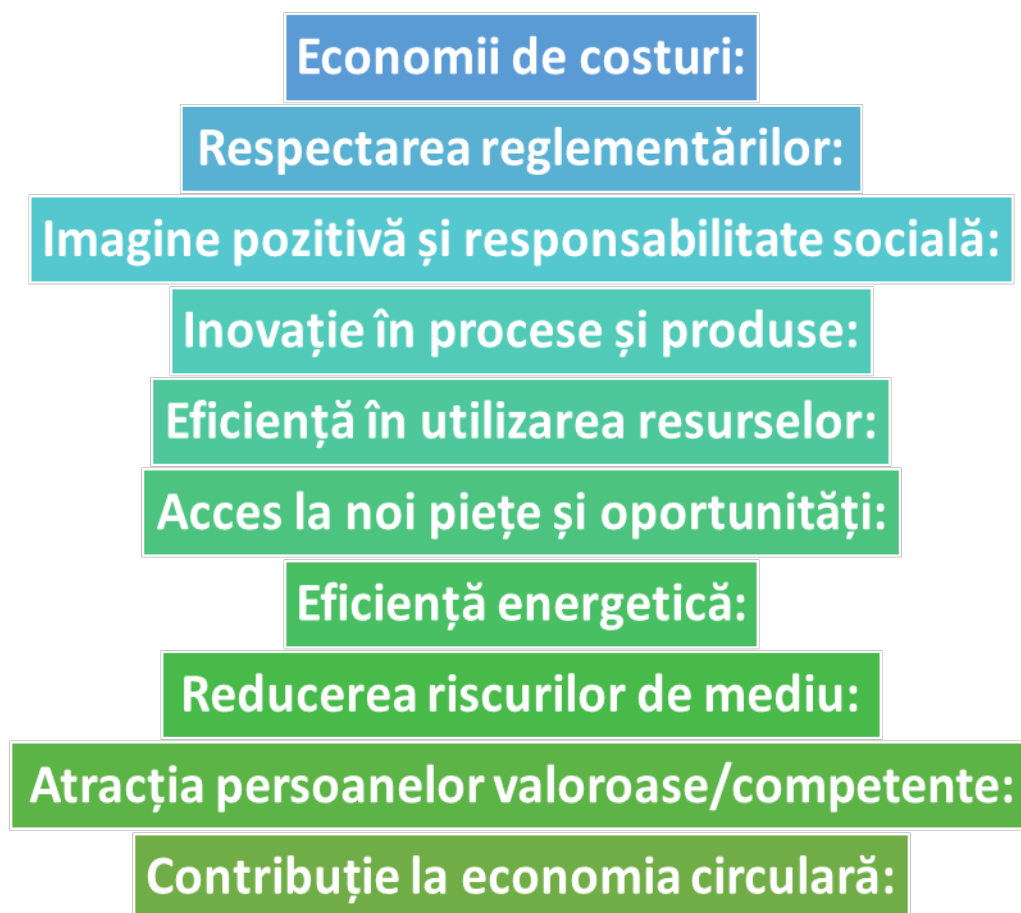 Economii de costuri:
Respectarea reglementărilor:
Imagine pozitivă și responsabilitate socială:
Inovație în procese și produse:
Eficiență în utilizarea resurselor:
Acces la noi piețe și oportunități:
Eficiență energetică:
Reducerea riscurilor de mediu:
Atracția persoanelor valoroase/competente:
Contribuție la economia circulară: